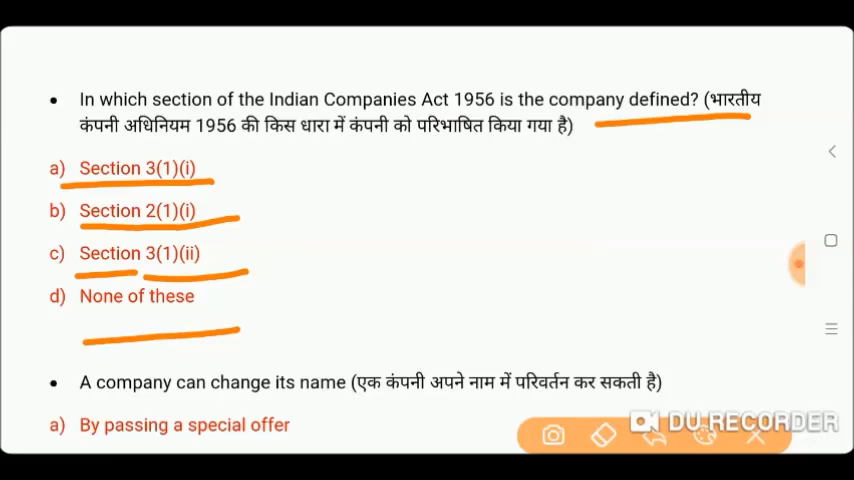 In which section of the Indian Companies Act 1956 is the company defined? (भारतीय
कंपनी अधिनियम 1956 की किस धारा में कंपनी को परिभाषित किया गया है)
a) Section 3(1)(i)
b) Section 2(1)(i)
c) Section 3(1)(ii)
d) None of these
A company can change its name (एक कंपनी अपने नाम में परिवर्तन कर सकती है)
a) By passing a special offer
DU RECORDER